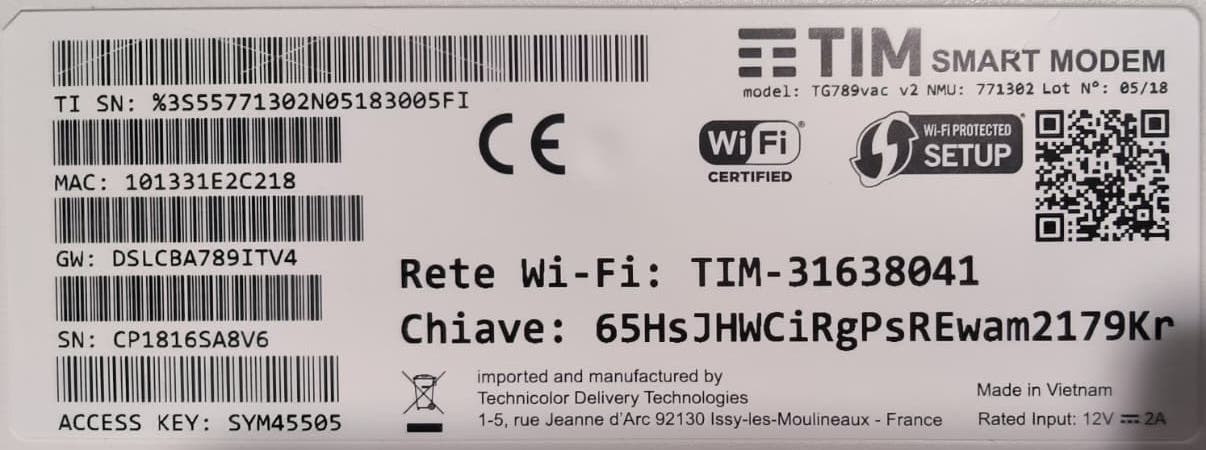 TIM SMART MODEM
model: TG789vac v2 NMU: 771302 Lot N°: 05/18
TI SN: %3S55771302N05183005FI
MAC: 101331E2C218
GW: DSLCBA789ITV4
SN: CP1816SA8V6
ACCESS KEY: SYM45505
CE
Wi Fi®
CERTIFIED
WI-FI PROTECTED
SETUP
Rete Wi-Fi: TIM-31638041
Chiave: 65HsJHWCiRgPsREwam2179Kr
imported and manufactured by
Technicolor Delivery Technologies
1-5, rue Jeanne d'Arc 92130 Issy-les-Moulineaux - France
Made in Vietnam
Rated Input: 12V ⎓ 2A